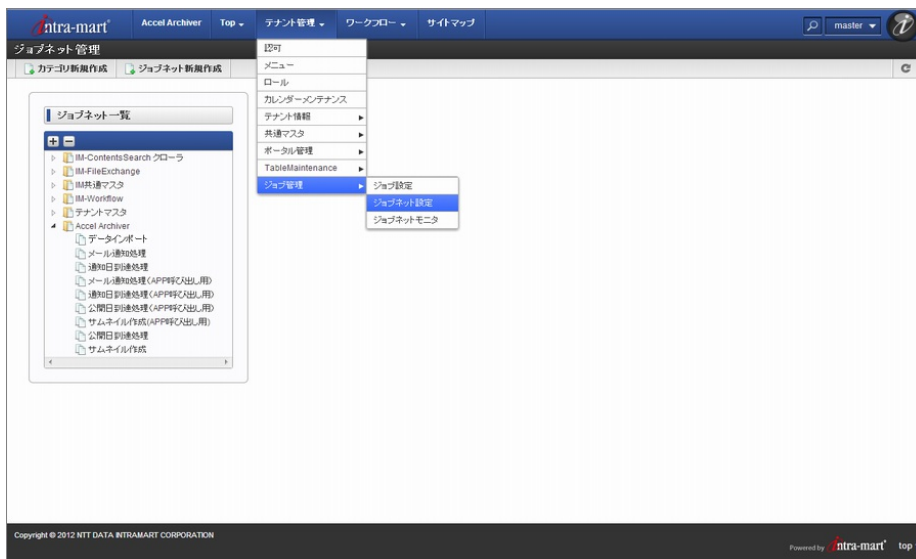 intra-mart Accel Archiver Top テナント管理 ワークフロー サイトマップ master
ジョブネット管理
カテゴリ新規作成 ジョブネット新規作成
認可
メニュー
ロール
カレンダーメンテナンス
テナント情報
共通マスタ
ポータル管理
TableMaintenance
ジョブ管理
ジョブ設定
ジョブネット設定
ジョブネットモニタ
ジョブネット一覧
IM-ContentsSearch クローラ
IM-FileExchange
IM共通マスタ
IM-Workflow
テナントマスタ
Accel Archiver
データインポート
メール通知処理
通知日到達処理
メール通知処理(APP呼び出し用)
通知日到達処理(APP呼び出し用)
公開日到達処理(APP呼び出し用)
サムネイル作成(APP呼び出し用)
公開日到達処理
サムネイル作成
Copyright © 2012 NTT DATA INTRAMART CORPORATION
Powered by intra-mart top